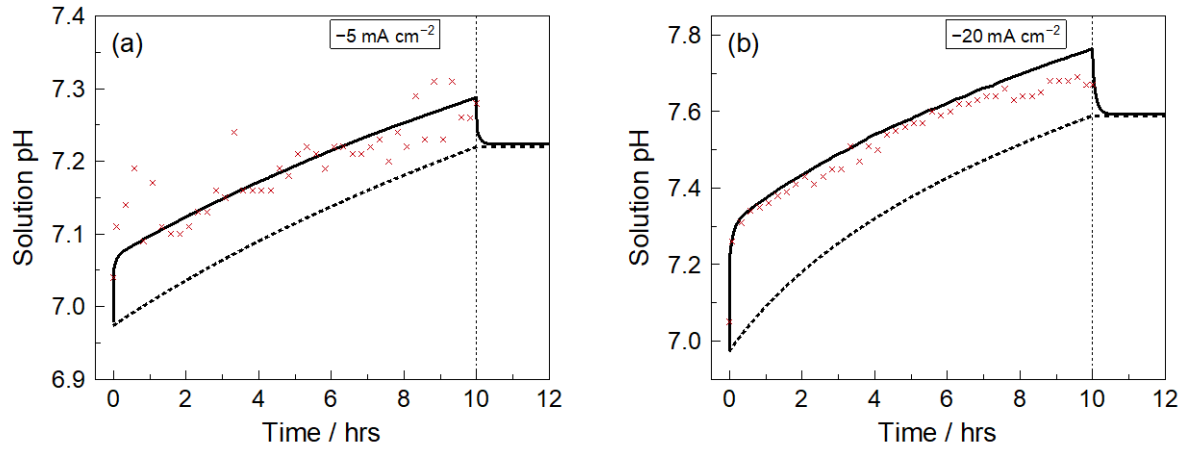 (a)
−5 mA cm⁻²
7.4
7.3
7.2
7.1
7.0
6.9
Solution pH
0 2 4 6 8 10 12
Time / hrs
(b)
−20 mA cm⁻²
7.8
7.6
7.4
7.2
7.0
Solution pH
0 2 4 6 8 10 12
Time / hrs